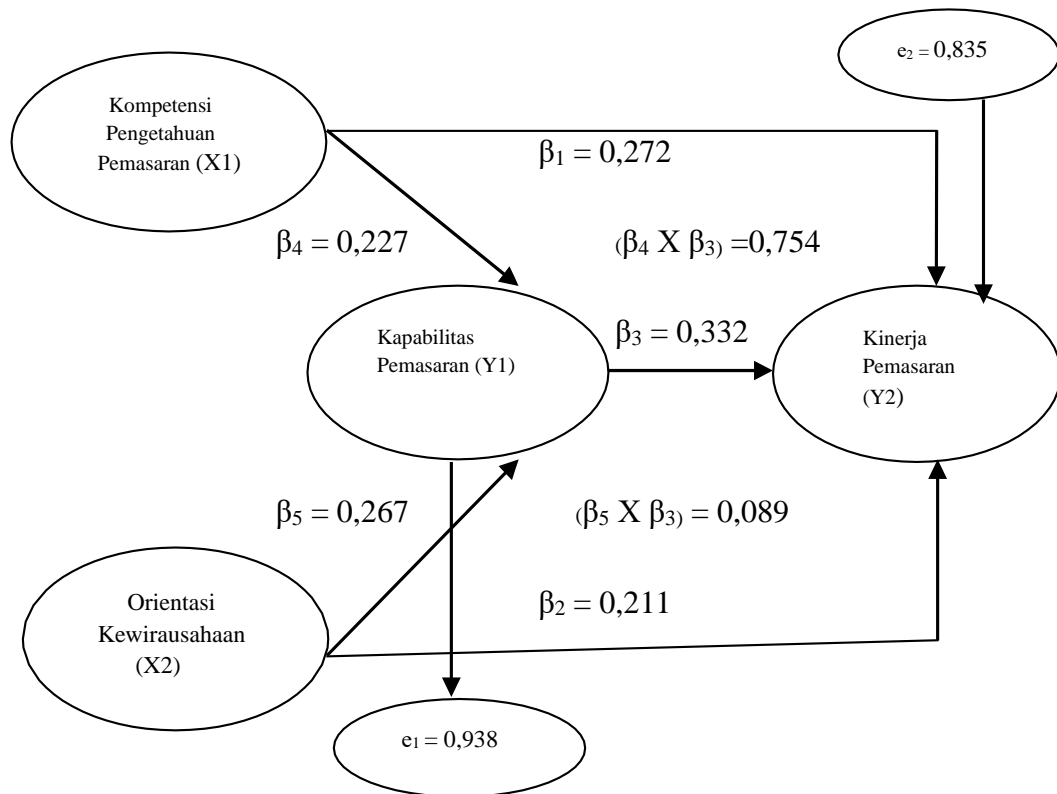 e₂ = 0,835
Kompetensi
Pengetahuan
Pemasaran (X1)
β₁ = 0,272
β₄ = 0,227
(β₄ X β₃) =0,754
Kapabilitas
Pemasaran (Y1)
β₃ = 0,332
Kinerja
Pemasaran
(Y2)
β₅ = 0,267
(β₅ X β₃) = 0,089
Orientasi
Kewirausahaan
(X2)
β₂ = 0,211
e₁ = 0,938